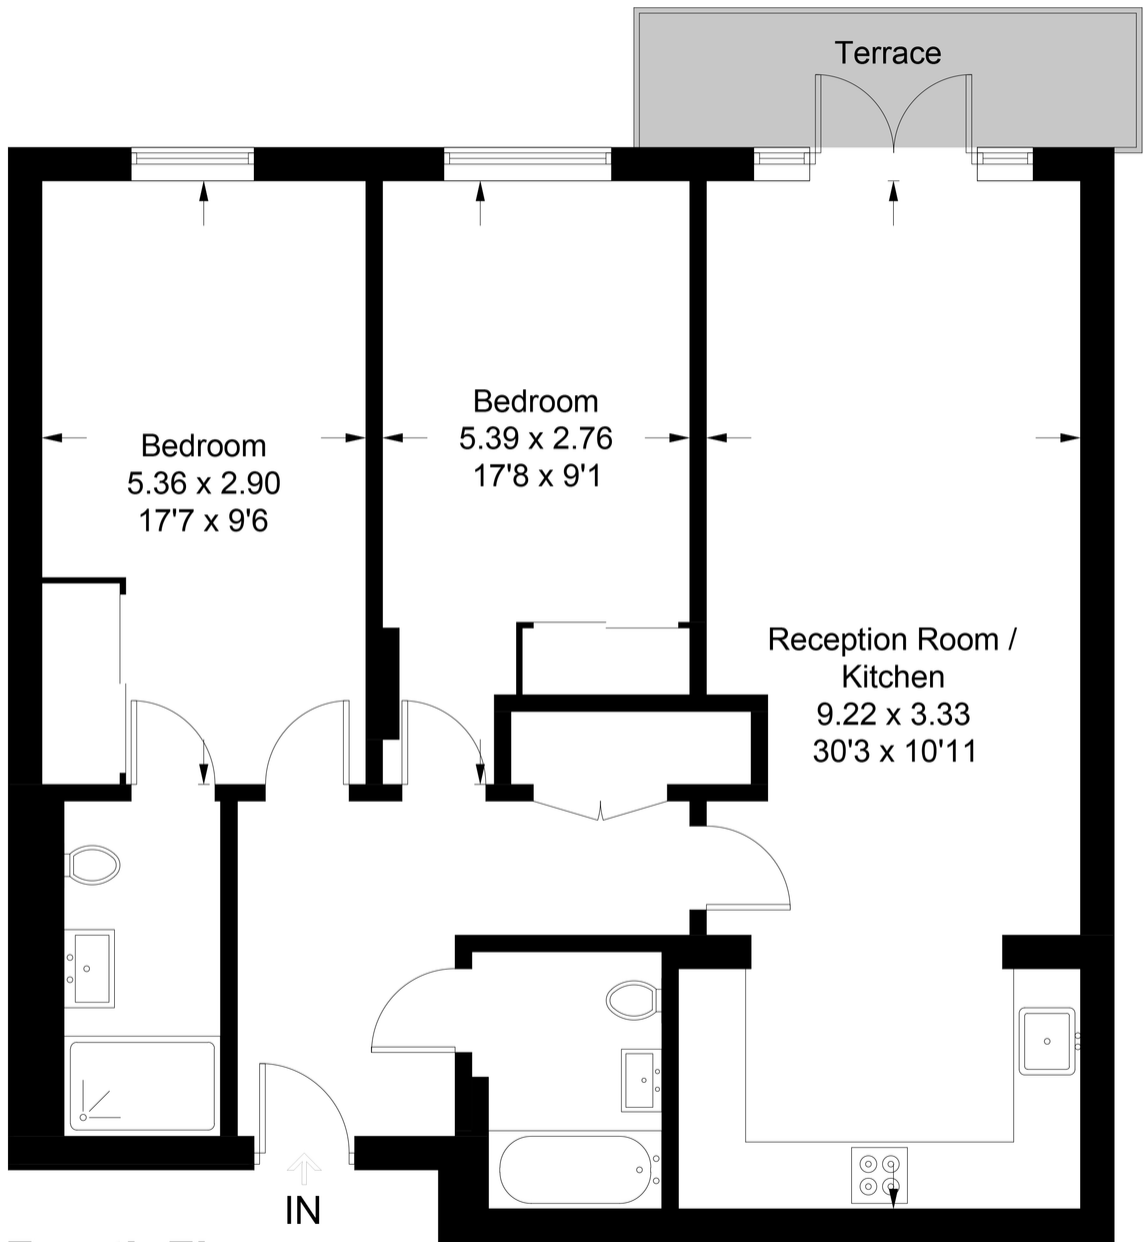 Terrace
Bedroom
5.36 x 2.90
17'7 x 9'6
Bedroom
5.39 x 2.76
17'8 x 9'1
Reception Room /
Kitchen
9.22 x 3.33
30'3 x 10'11
IN